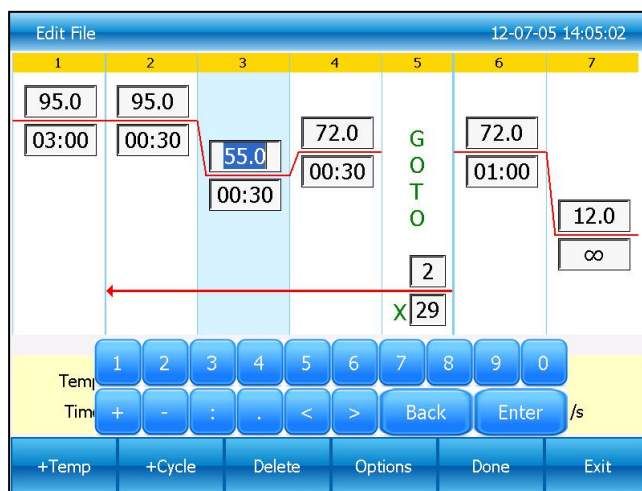 Edit File 12-07-05 14:05:02
1 2 3 4 5 6 7
95.0 95.0 55.0 72.0 72.0 12.0
03:00 00:30 00:30 00:30 01:00 ∞
G
O
T
O
2
X 29
1 2 3 4 5 6 7 8 9 0
Tim + - : . < > Back Enter /s
+Temp +Cycle Delete Options Done Exit